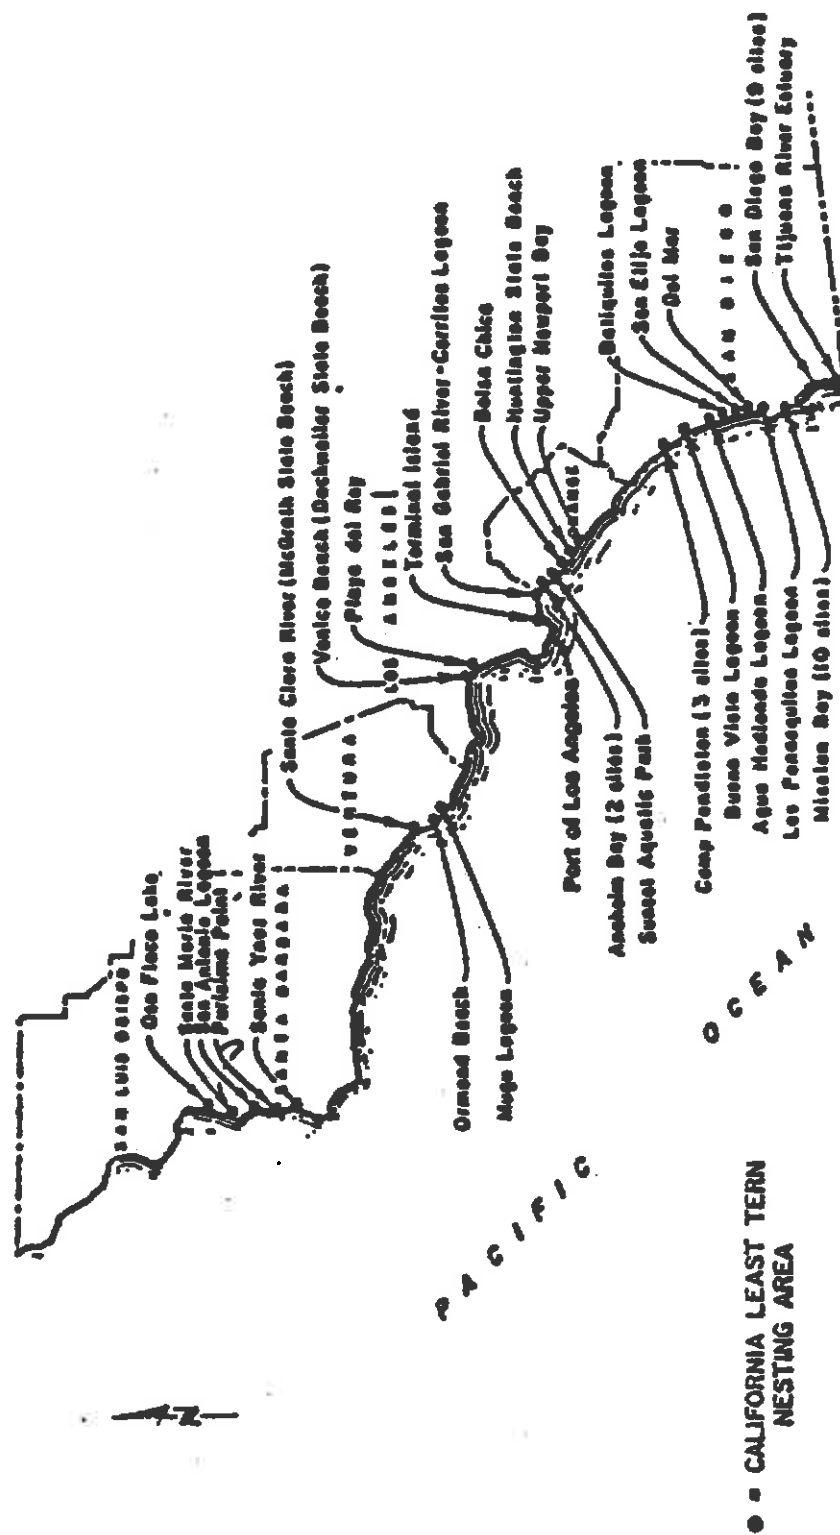 SAN LUIS OBISPO
Oso Flaco Lake
Santa Maria River
San Antonio Lagoon
Purisima Point
Santa Ynez River
SANTA BARBARA
VENTURA
Santa Clara River (McGrath State Beach)
Venice Beach (Dockweiler State Beach)
Playa del Rey
LOS ANGELES
Terminal Island
San Gabriel River-Cerritos Lagoon
Bolsa Chica
Huntington State Beach
Upper Newport Bay
ORANGE
Batiquitos Lagoon
San Elijo Lagoon
Del Mar
SAN DIEGO
San Diego Bay (9 sites)
Tijuana River Estuary
Ormond Beach
Mugu Lagoon
Port of Los Angeles
Anaheim Bay (2 sites)
Sunset Aquatic Park
Camp Pendleton (3 sites)
Buena Vista Lagoon
Agua Hedionda Lagoon
Los Penasquitos Lagoon
Mission Bay (10 sites)
PACIFIC
OCEAN
N
● = CALIFORNIA LEAST TERN
NESTING AREA